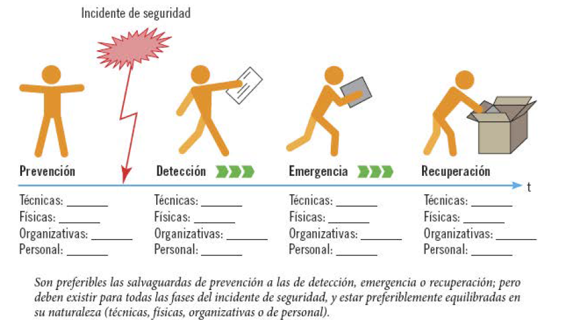 Incidente de seguridad
Prevención Detección Emergencia Recuperación
t
Técnicas: ______ Técnicas: ______ Técnicas: ______ Técnicas: ______
Físicas: ______ Físicas: ______ Físicas: ______ Físicas: ______
Organizativas: ______ Organizativas: ______ Organizativas: ______ Organizativas: ______
Personal: ______ Personal: ______ Personal: ______ Personal: ______
Son preferibles las salvaguardas de prevención a las de detección, emergencia o recuperación; pero
deben existir para todas las fases del incidente de seguridad, y estar preferiblemente equilibradas en
su naturaleza (técnicas, físicas, organizativas o de personal).